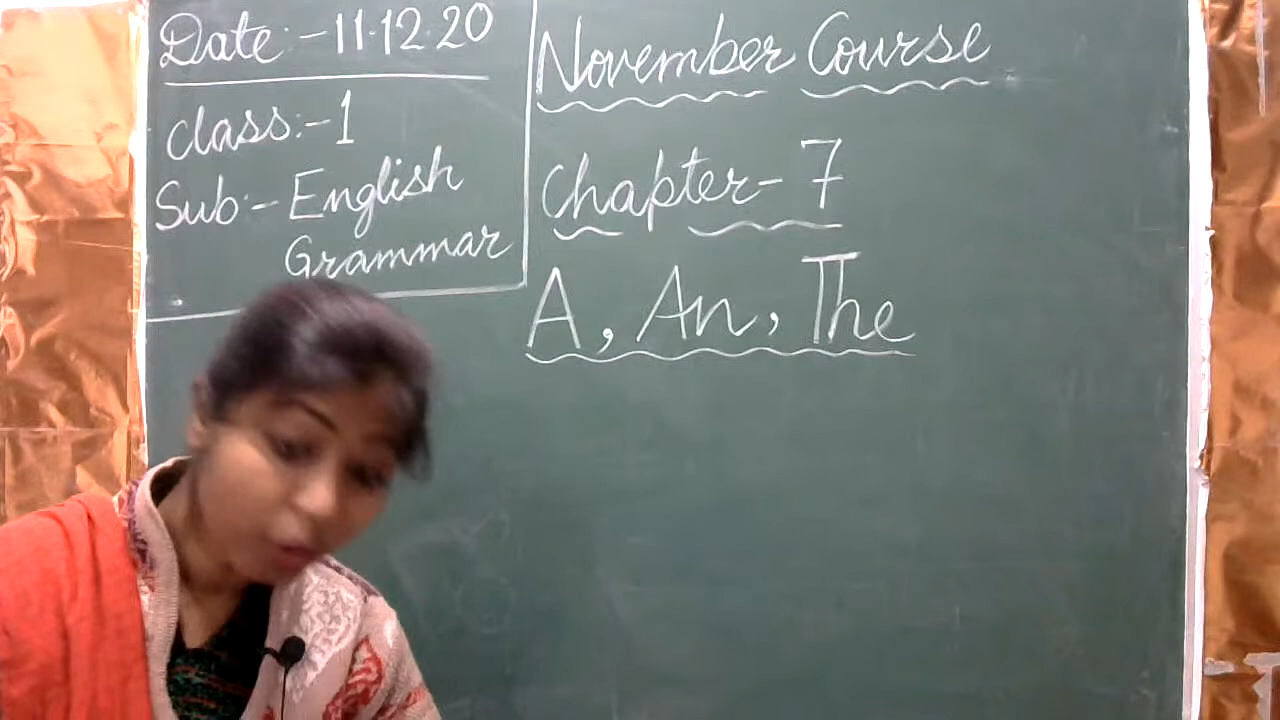 Date:-11.12.20
Class:-1
Sub:-English
Grammar
November Course
Chapter-7
A, An, The